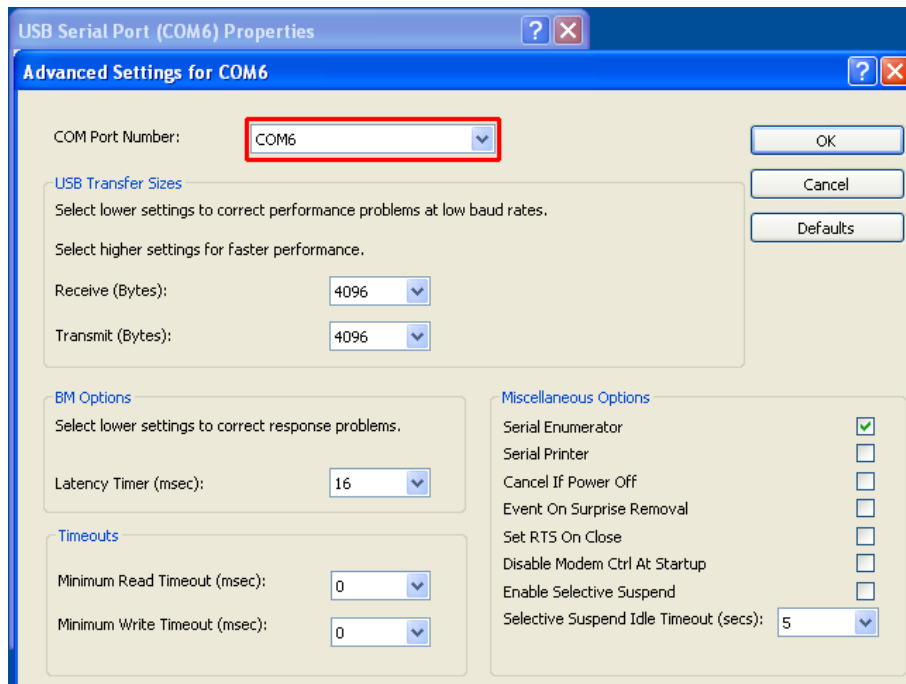 USB Serial Port (COM6) Properties
Advanced Settings for COM6
COM Port Number: COM6
OK
USB Transfer Sizes
Cancel
Select lower settings to correct performance problems at low baud rates.
Defaults
Select higher settings for faster performance.
Receive (Bytes): 4096
Transmit (Bytes): 4096
BM Options
Select lower settings to correct response problems.
Latency Timer (msec): 16
Timeouts
Minimum Read Timeout (msec): 0
Minimum Write Timeout (msec): 0
Miscellaneous Options
Serial Enumerator
Serial Printer
Cancel If Power Off
Event On Surprise Removal
Set RTS On Close
Disable Modem Ctrl At Startup
Enable Selective Suspend
Selective Suspend Idle Timeout (secs): 5